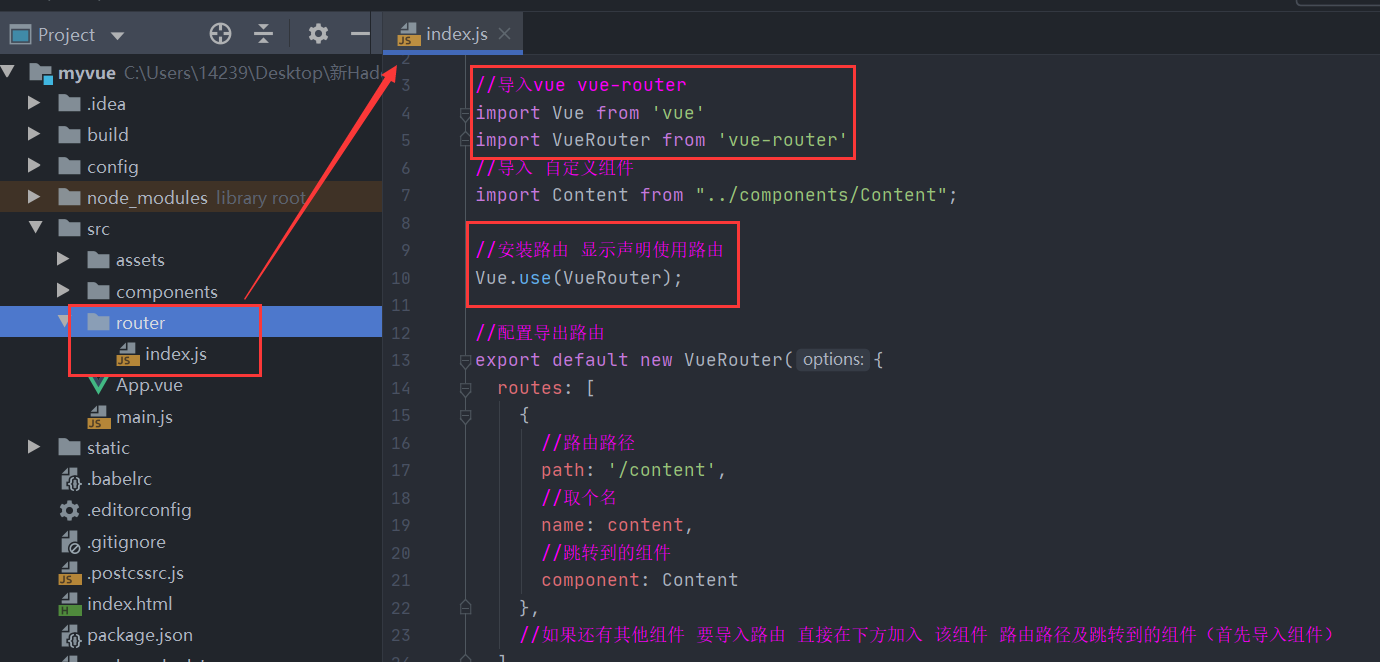 Project
index.js
myvue C:\Users\14239\Desktop\新Had
.idea
build
config
node_modules library root
src
assets
components
router
index.js
App.vue
main.js
static
.babelrc
.editorconfig
.gitignore
.postcssrc.js
index.html
package.json
2
3 //导入vue vue-router
4 import Vue from 'vue'
5 import VueRouter from 'vue-router'
6 //导入 自定义组件
7 import Content from "../components/Content";
8
9 //安装路由 显示声明使用路由
10 Vue.use(VueRouter);
11
12 //配置导出路由
13 export default new VueRouter( options: {
14 routes: [
15 {
16 //路由路径
17 path: '/content',
18 //取个名
19 name: content,
20 //跳转到的组件
21 component: Content
22 },
23 //如果还有其他组件 要导入路由 直接在下方加入 该组件 路由路径及跳转到的组件（首先导入组件）